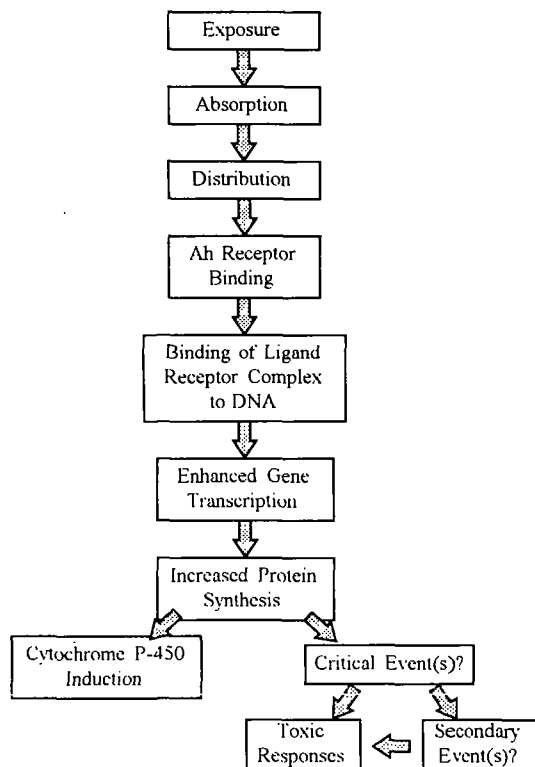 Exposure
Absorption
Distribution
Ah Receptor
Binding
Binding of Ligand
Receptor Complex
to DNA
Enhanced Gene
Transcription
Increased Protein
Synthesis
Cytochrome P-450
Induction
Critical Event(s)?
Toxic
Responses
Secondary
Event(s)?